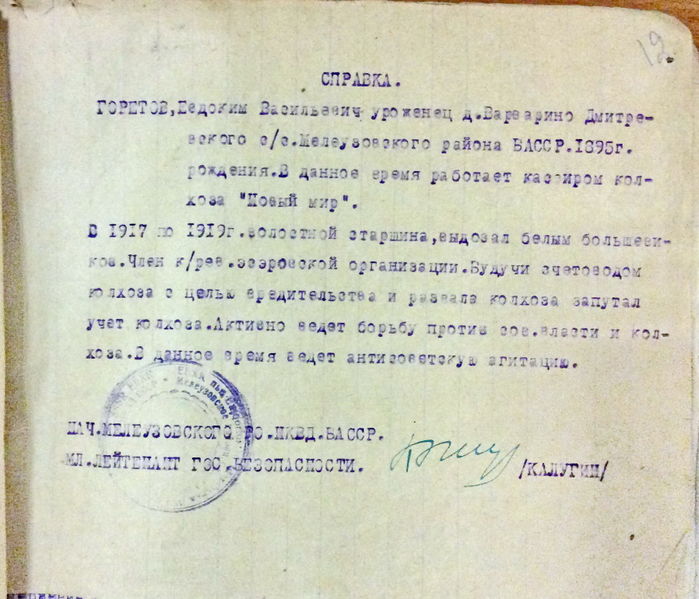 12.
СПРАВКА.
ГОРЕТОВ,Евдоким Васильевич уроженец д.Варварино Дмитре-
вского с/с.Мелеузовского района БАССР.1895г.
рождения.В данное время работает кассиром кол-
хоза "Новый мир".
С 1917 по 1919г.волостной старшина,выдовал белым большеви-
ков.Член к/рев.эсэровской организации.Будучи счетоводом
колхоза с целью вредительства и развала колхоза запутал
учет колхоза.Активно ведет борьбу против сов.власти и кол-
хоза.В данное время ведет антисоветскую агитацию.
НАЧ.МЕЛЕУЗОВСКОГО РО.НКВД.БАССР.
МЛ.ЛЕЙТЕНАНТ ГОС.БЕЗОПАСНОСТИ. /КАЛУГИН/
Мелеузовское